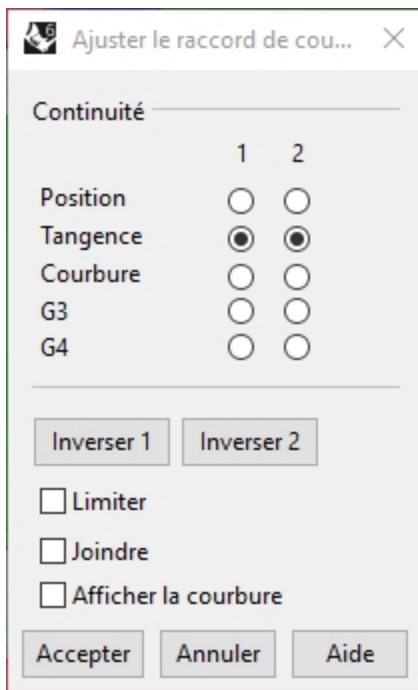 Ajuster le raccord de cou...
Continuité
1 2
Position
Tangence
Courbure
G3
G4
Inverser 1 Inverser 2
Limiter
Joindre
Afficher la courbure
Accepter Annuler Aide